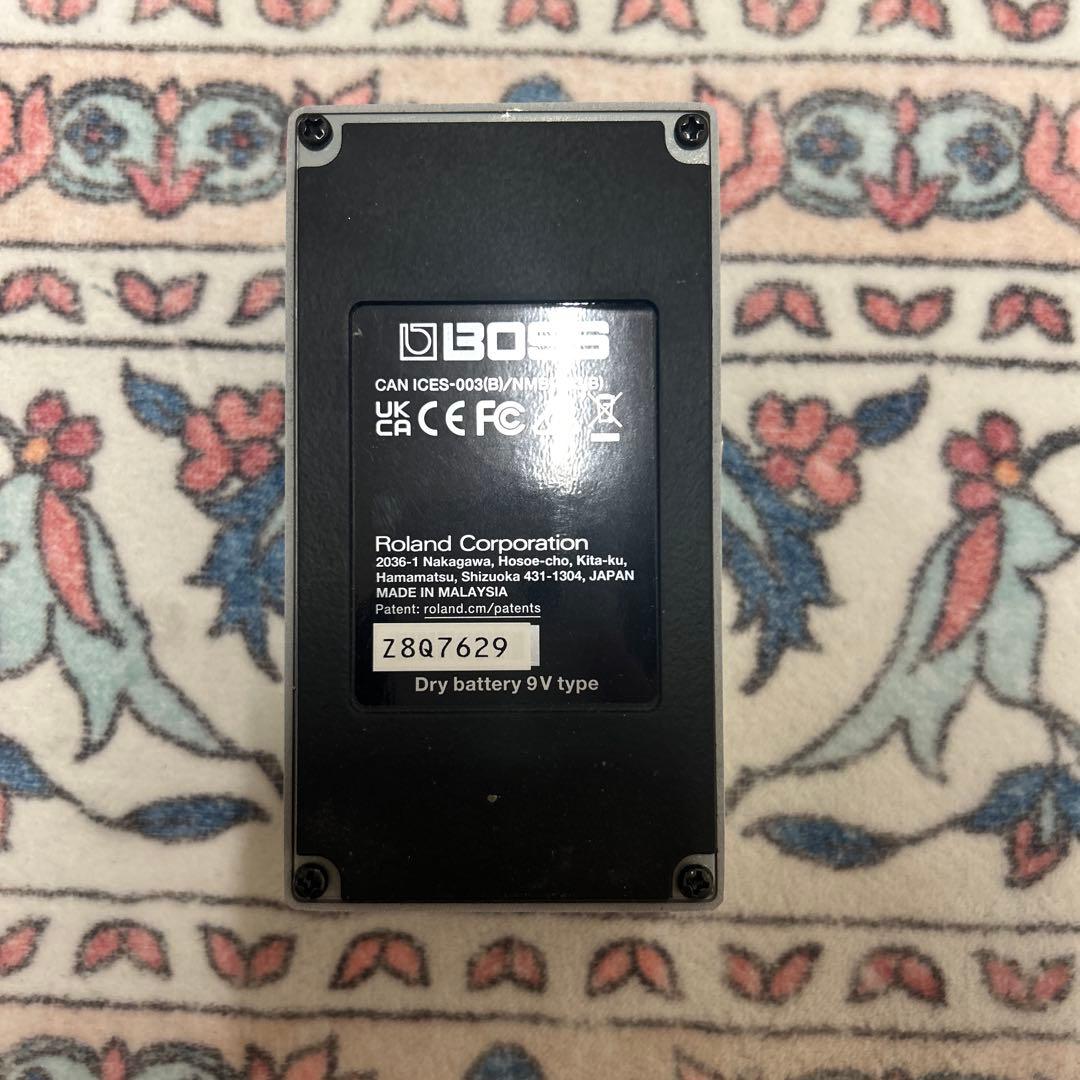 BOSS
CAN ICES-003(B)/NMB-003(B)
UK CA CE FC
Roland Corporation
2036-1 Nakagawa, Hosoe-cho, Kita-ku,
Hamamatsu, Shizuoka 431-1304, JAPAN
MADE IN MALAYSIA
Patent: roland.cm/patents
Z8Q7629
Dry battery 9V type